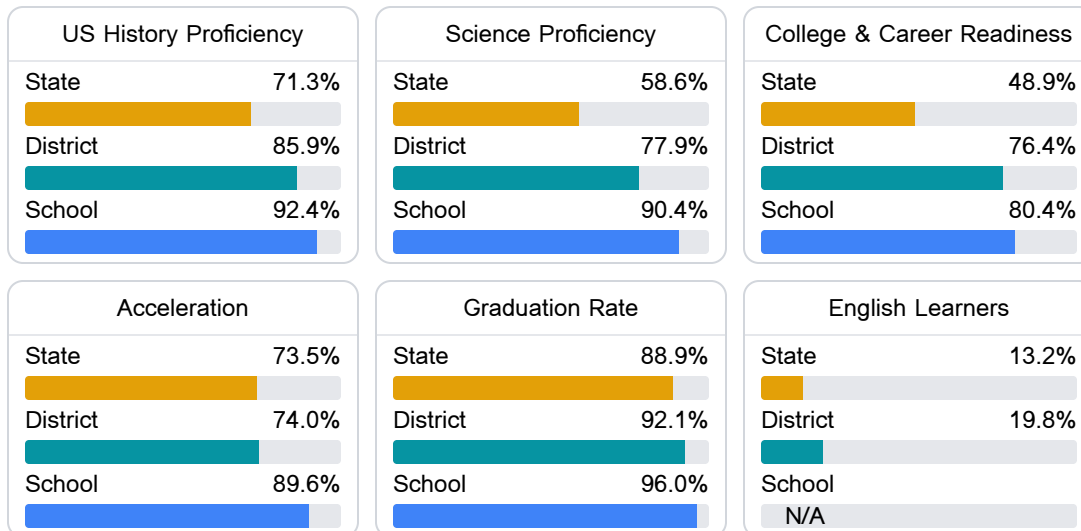 US History Proficiency
State 71.3%
District 85.9%
School 92.4%
Science Proficiency
State 58.6%
District 77.9%
School 90.4%
College & Career Readiness
State 48.9%
District 76.4%
School 80.4%
Acceleration
State 73.5%
District 74.0%
School 89.6%
Graduation Rate
State 88.9%
District 92.1%
School 96.0%
English Learners
State 13.2%
District 19.8%
School
N/A